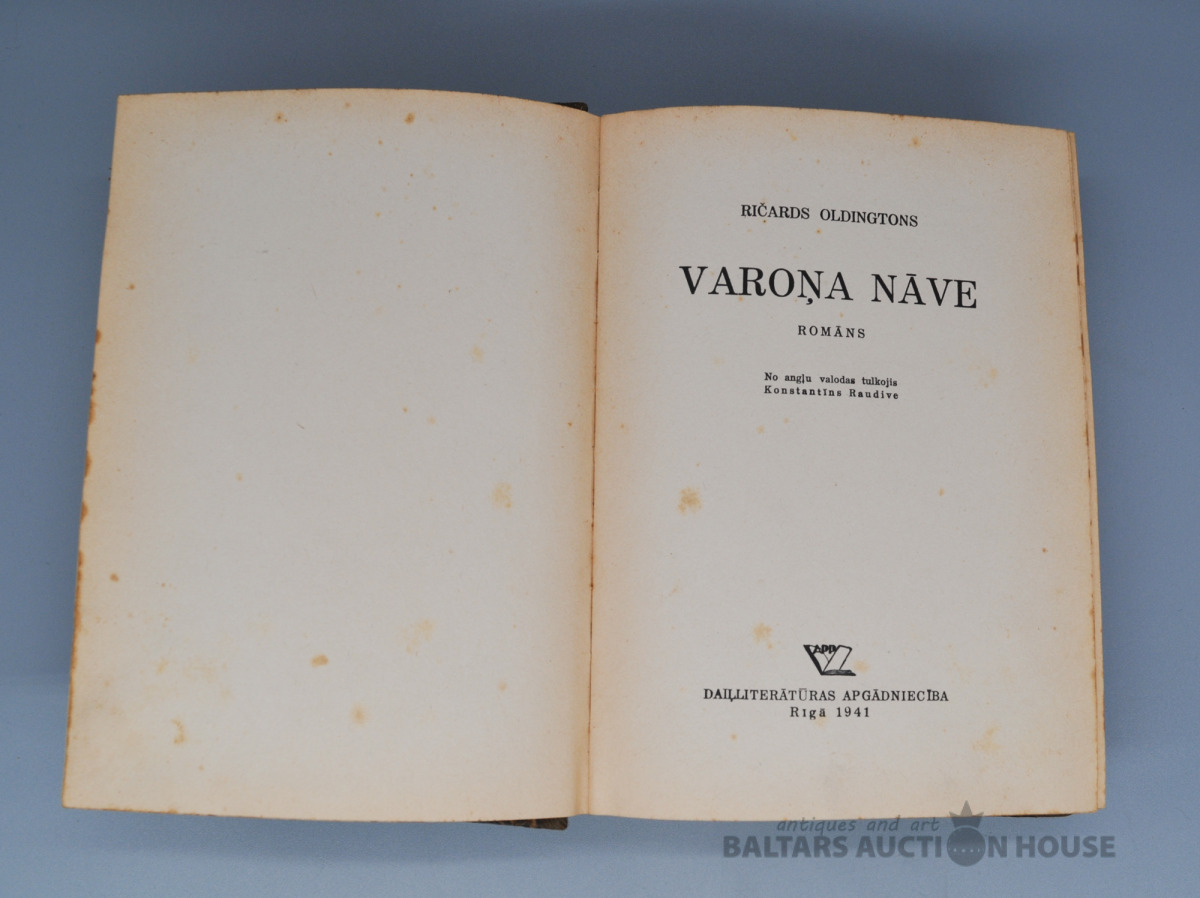 RIČARDS OLDINGTONS
VAROŅA NĀVE
ROMĀNS
No angļu valodas tulkojis
Konstantīns Raudive
APP
DAIĻLITERĀTŪRAS APGĀDNIECĪBA
Rīgā 1941
antiques and art
BALTARS AUCTION HOUSE